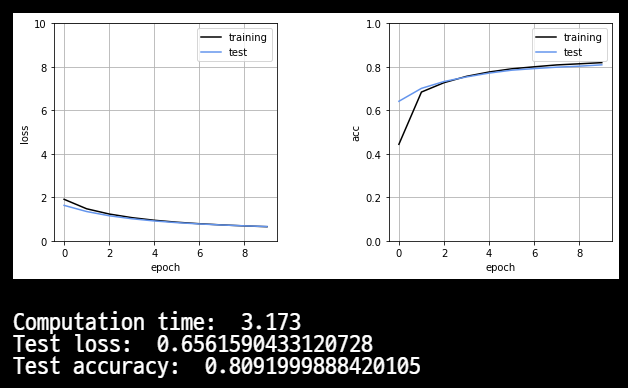 10
8
6
4
2
0
loss
0 2 4 6 8
epoch
training
test
1.0
0.8
0.6
0.4
0.2
0.0
acc
0 2 4 6 8
epoch
training
test
Computation time: 3.173
Test loss: 0.6561590433120728
Test accuracy: 0.8091999888420105